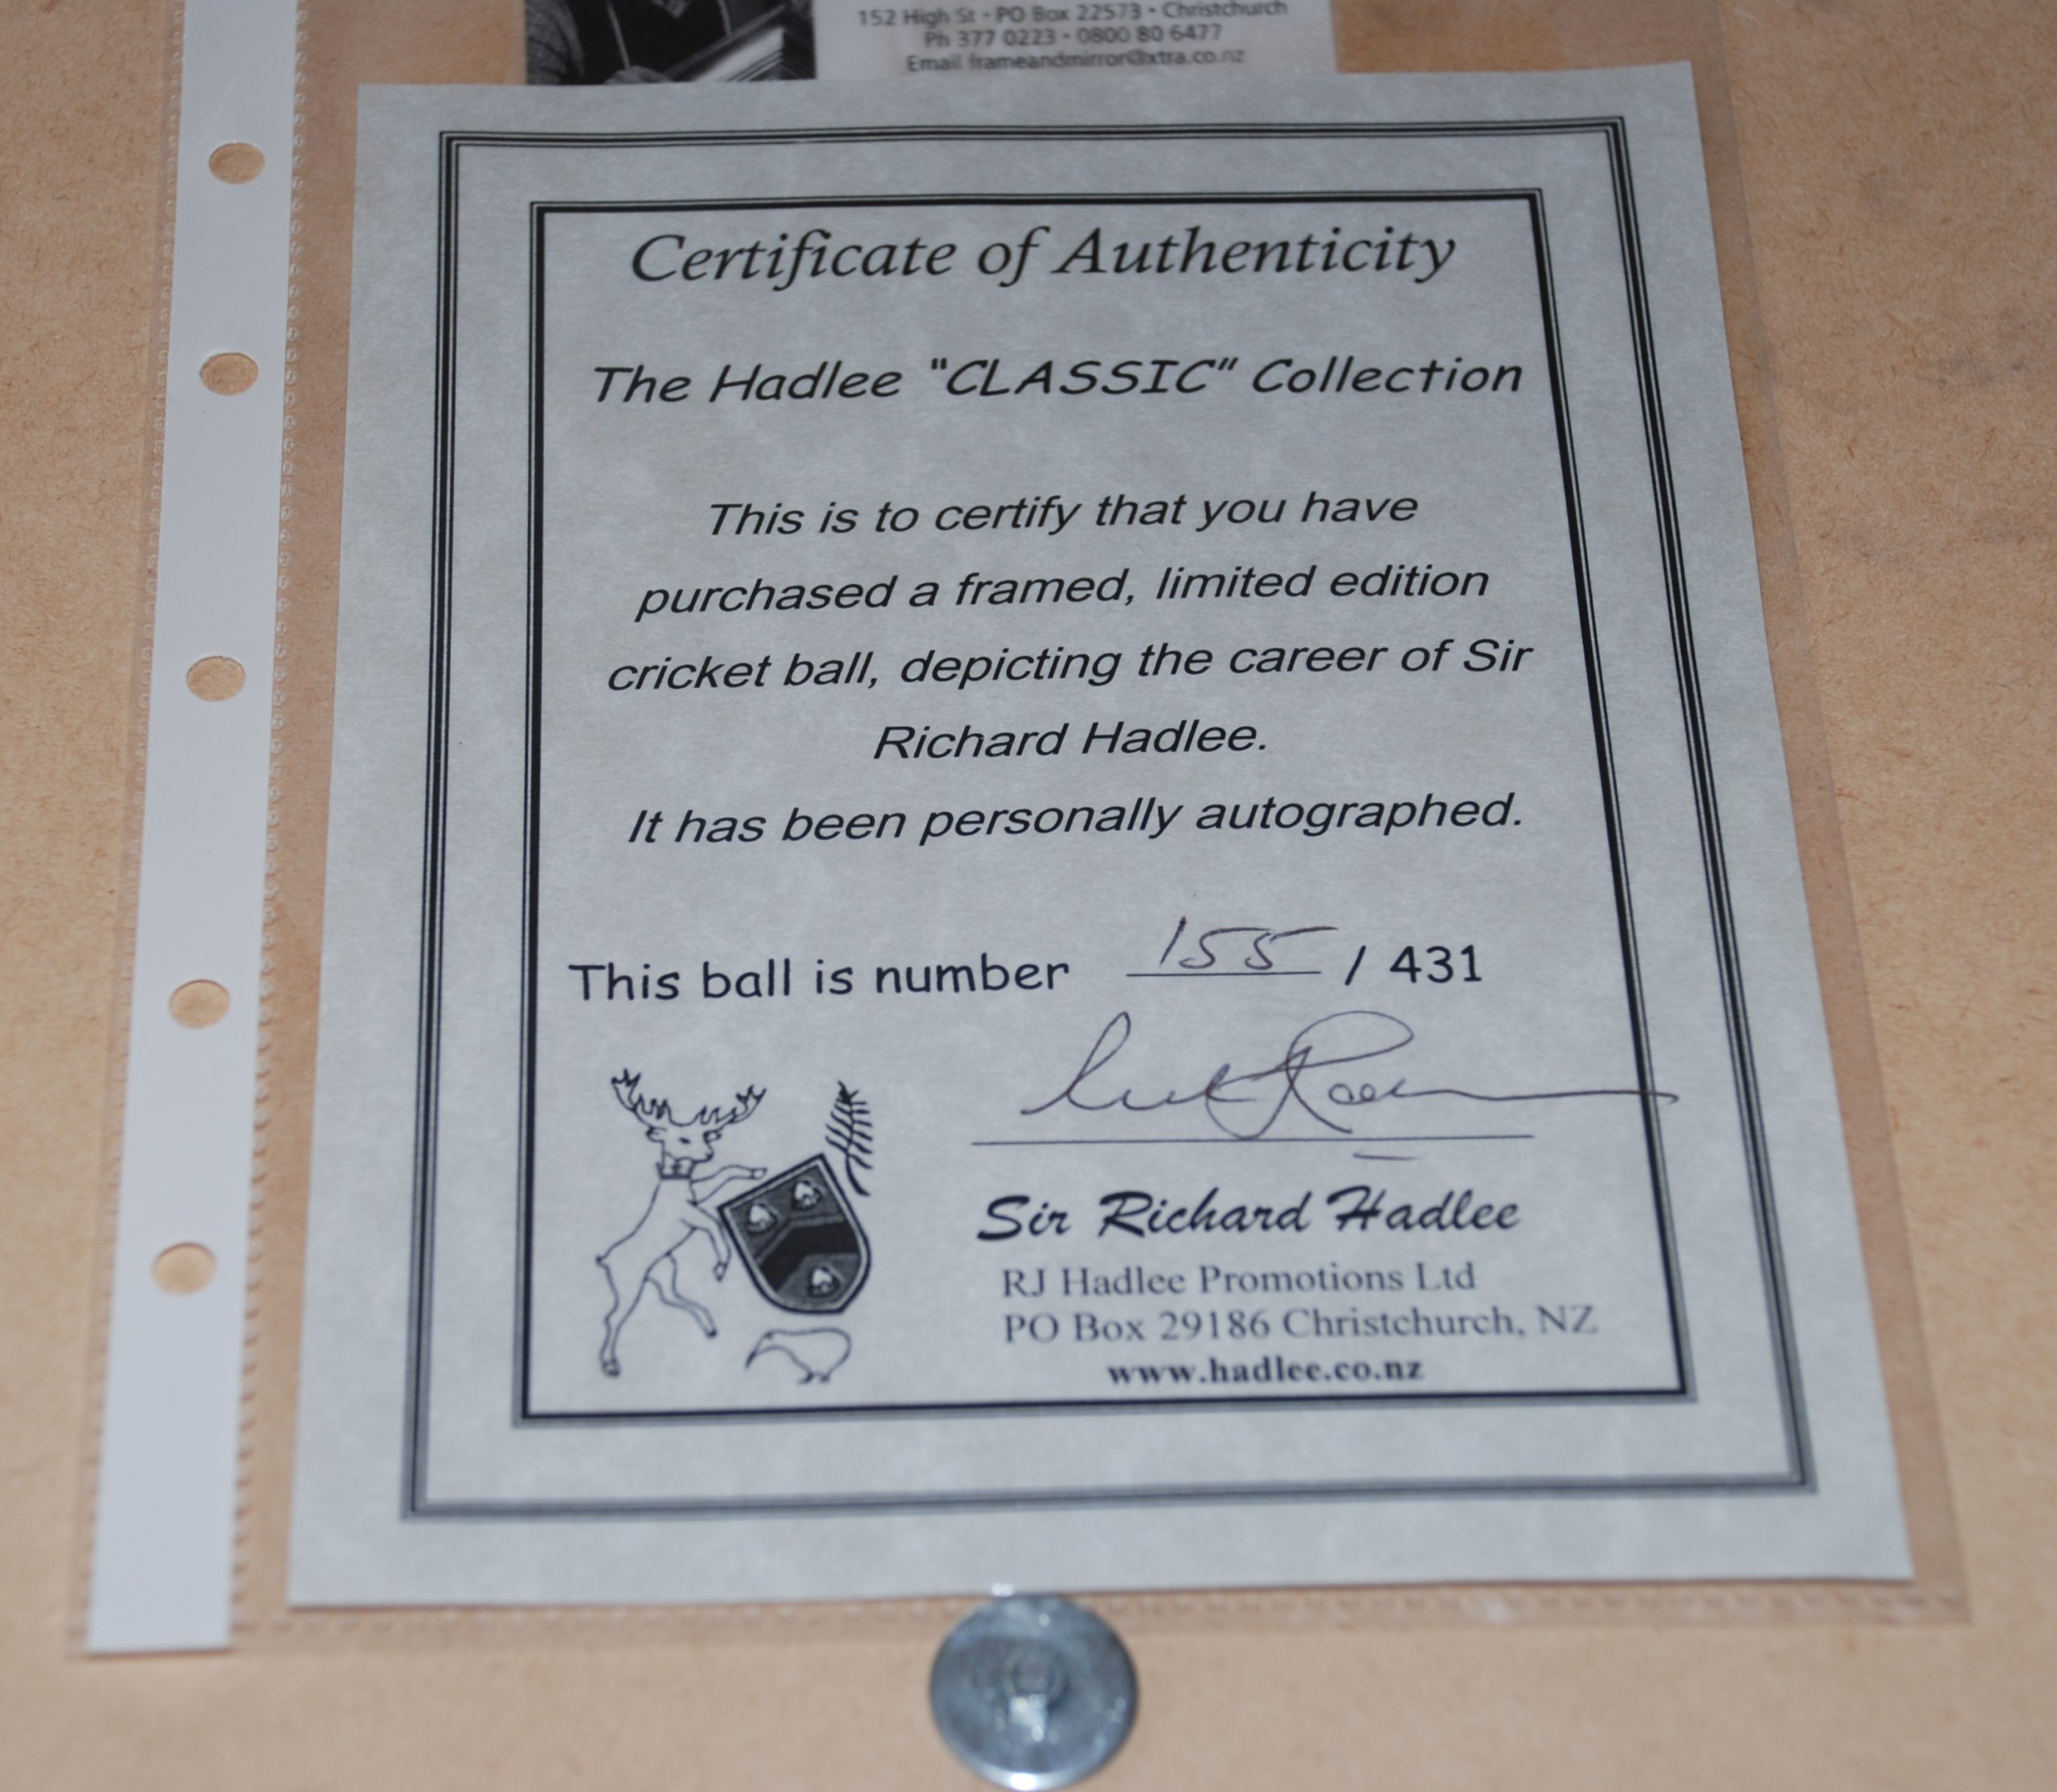 152 High St - PO Box 22573 - Christchurch
Ph 377 0223 - 0800 80 6477
Email frameandmirror@xtra.co.nz
Certificate of Authenticity
The Hadlee "CLASSIC" Collection
This is to certify that you have
purchased a framed, limited edition
cricket ball, depicting the career of Sir
Richard Hadlee.
It has been personally autographed.
This ball is number 155 / 431
Sir Richard Hadlee
RJ Hadlee Promotions Ltd
PO Box 29186 Christchurch, NZ
www.hadlee.co.nz